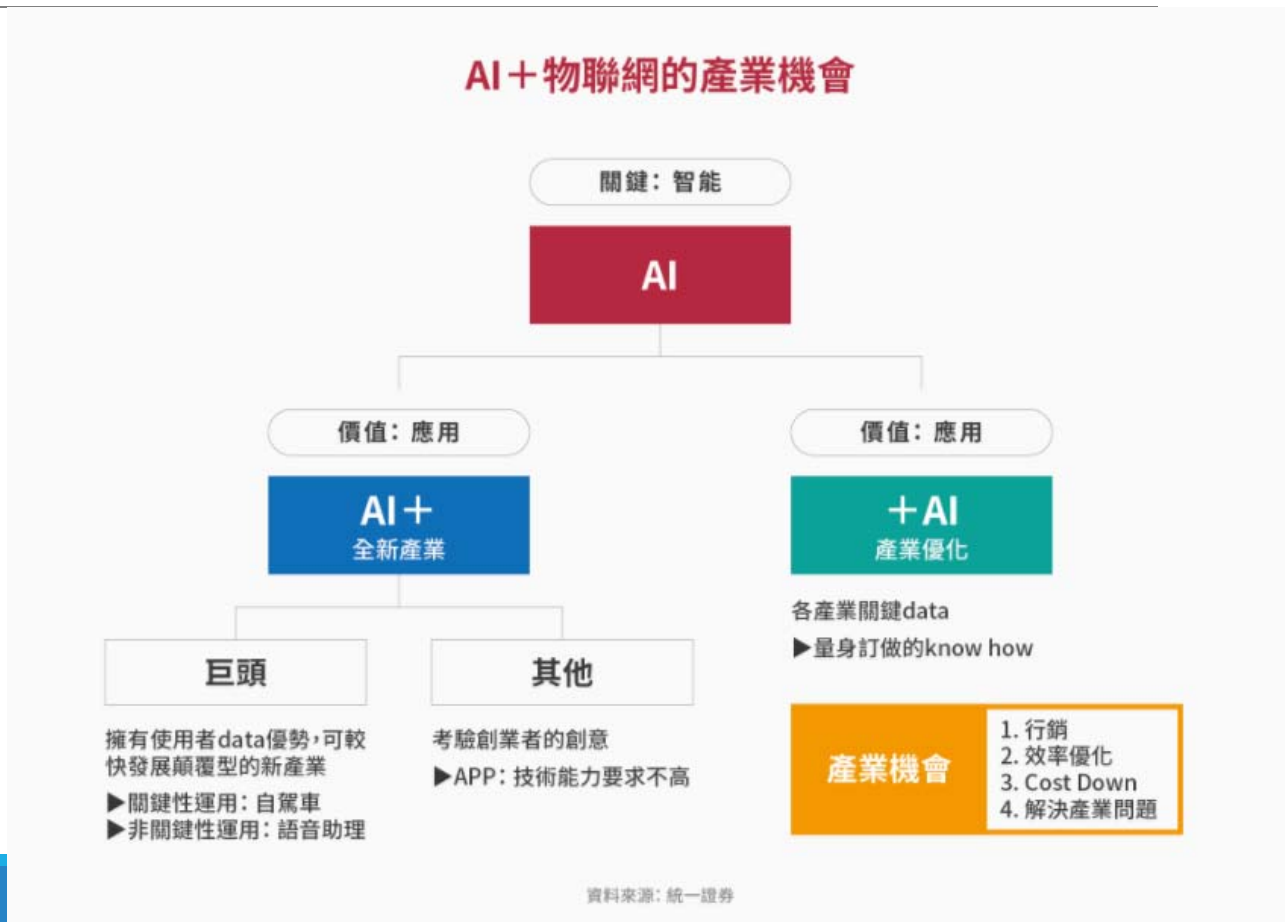 AI＋物聯網的產業機會
關鍵：智能
AI
價值：應用
價值：應用
AI＋
全新產業
＋AI
產業優化
巨頭
擁有使用者data優勢，可較
快發展顛覆型的新產業
▶關鍵性運用：自駕車
▶非關鍵性運用：語音助理
其他
考驗創業者的創意
▶APP：技術能力要求不高
各產業關鍵data
▶量身訂做的know how
產業機會
1. 行銷
2. 效率優化
3. Cost Down
4. 解決產業問題
資料來源：統一證券